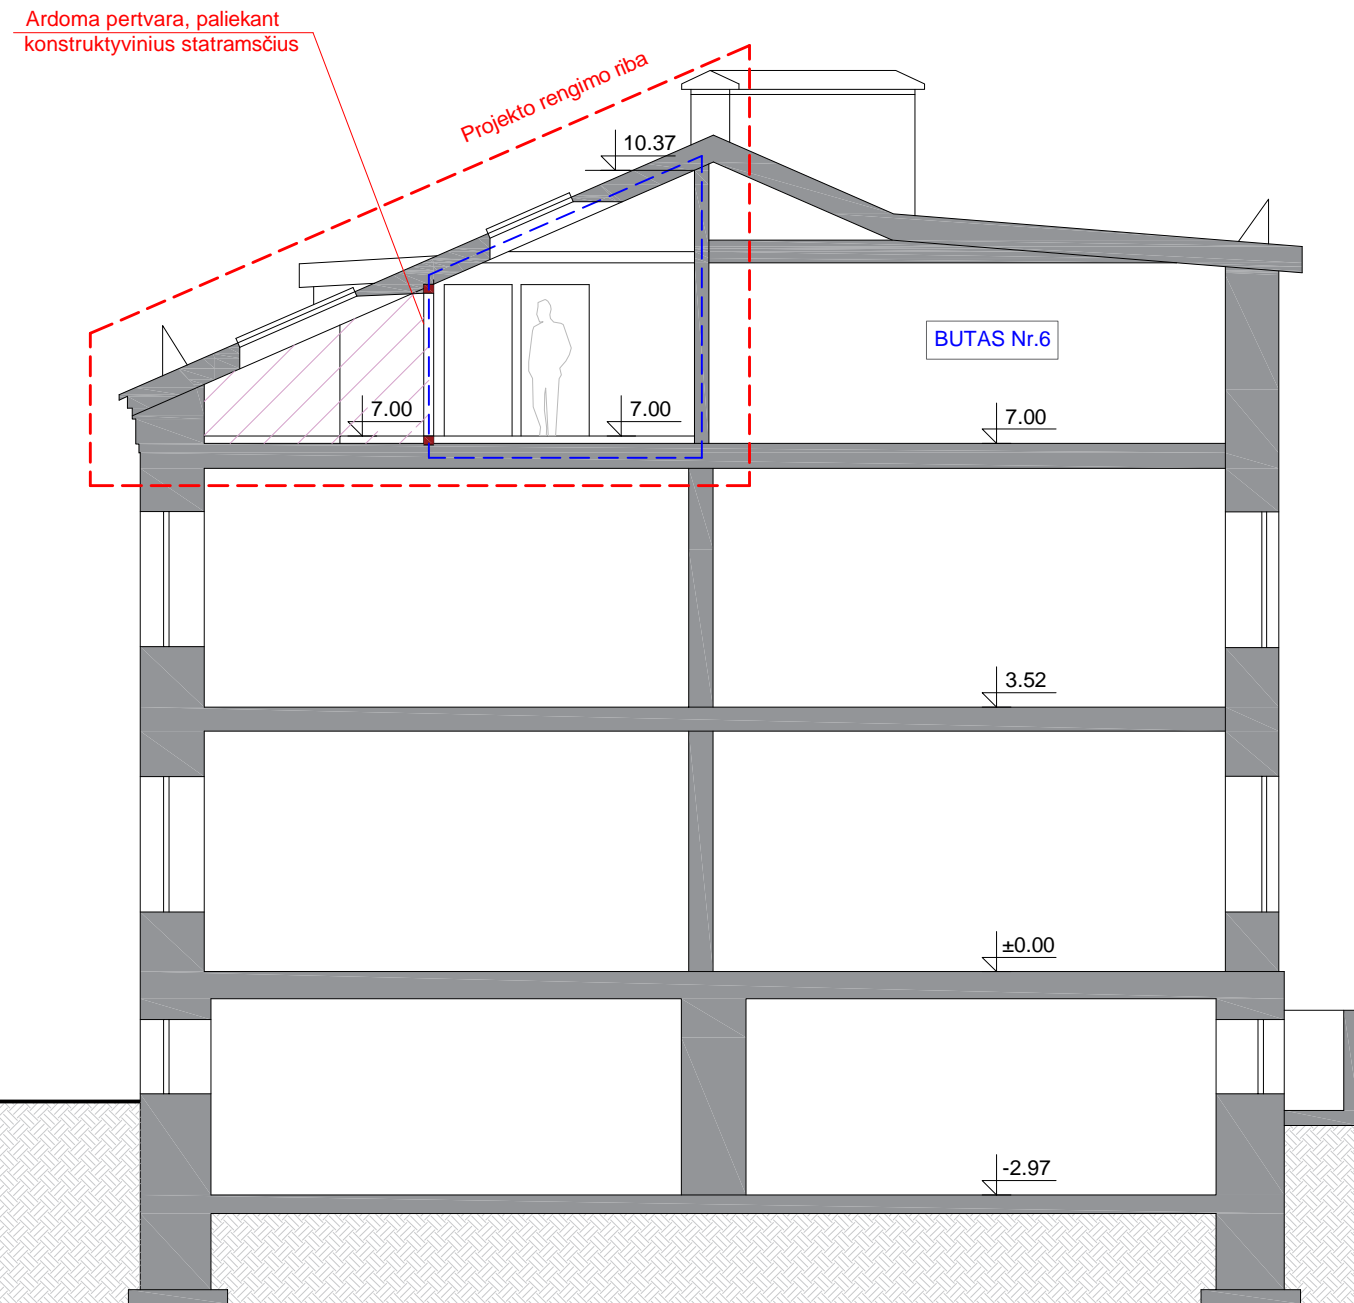 Ardoma pertvara, paliekant
konstruktyvinius statramsčius
Projekto rengimo riba
10.37
BUTAS Nr.6
7.00
7.00
7.00
3.52
±0.00
-2.97